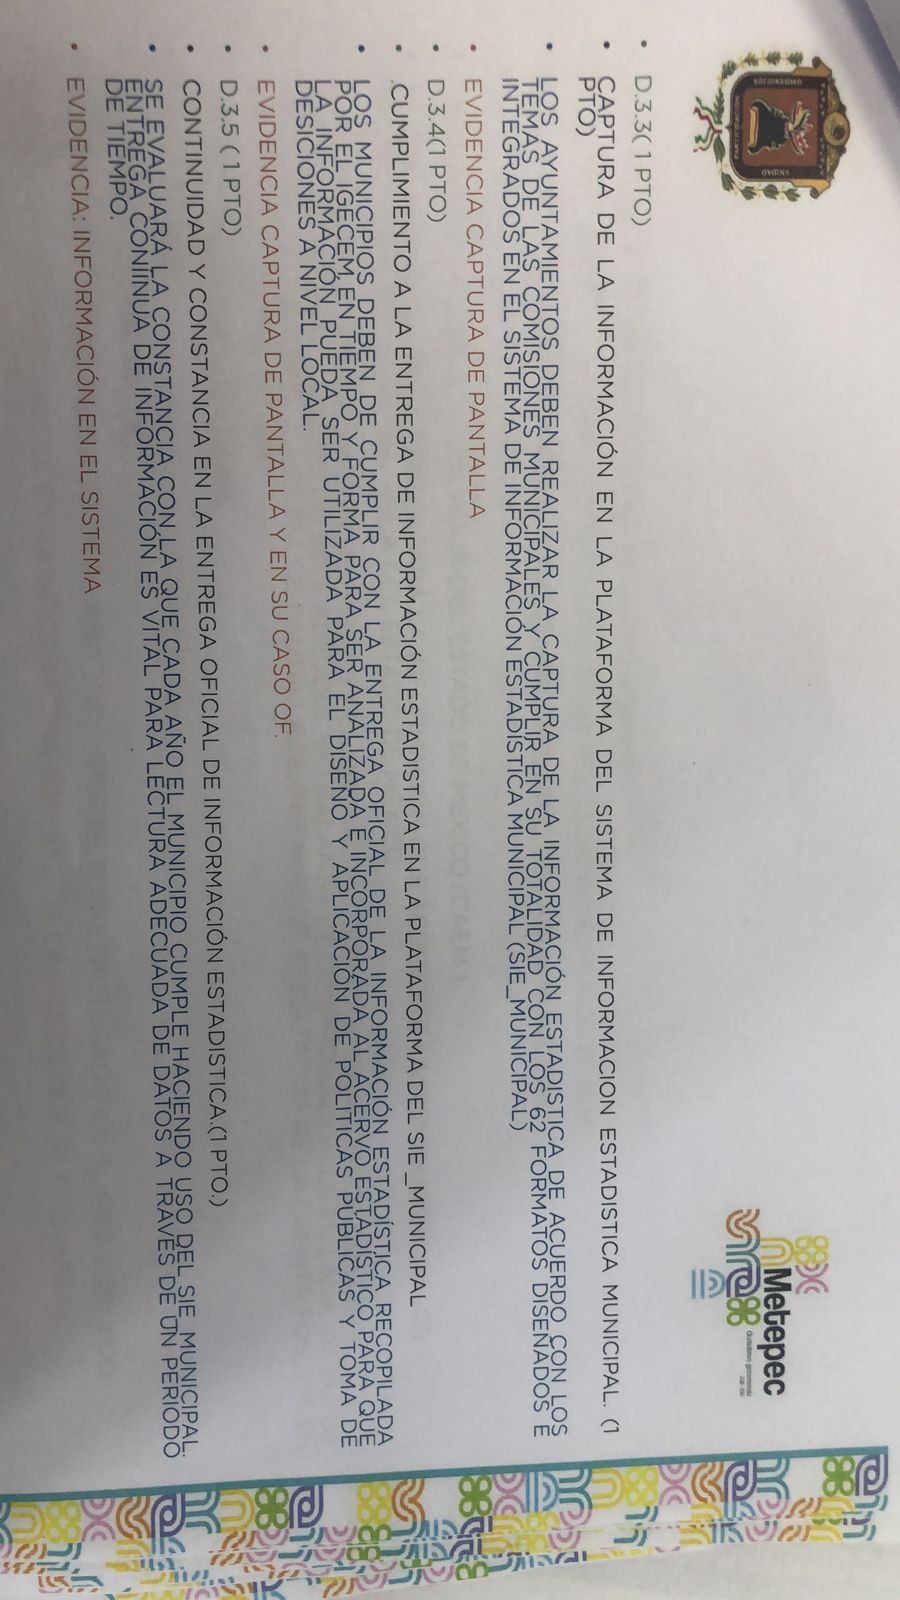 SOLIDARIDAD
UNIDAD
Metepec
• D.3.3( 1 PTO)
• CAPTURA DE LA INFORMACIÓN EN LA PLATAFORMA DEL SISTEMA DE INFORMACION ESTADISTICA MUNICIPAL. (1
PTO)
• LOS AYUNTAMIENTOS DEBEN REALIZAR LA CAPTURA DE LA INFORMACIÓN ESTADISTICA DE ACUERDO CON LOS
TEMAS DE LAS COMISIONES MUNICIPALES Y CUMPLIR EN SU TOTALIDAD CON LOS 62 FORMATOS DISEÑADOS E
INTEGRADOS EN EL SISTEMA DE INFORMACIÓN ESTADÍSTICA MUNICIPAL (SIE_MUNICIPAL)
• EVIDENCIA CAPTURA DE PANTALLA
• D.3.4(1 PTO)
• .CUMPLIMIENTO A LA ENTREGA DE INFORMACIÓN ESTADISTICA EN LA PLATAFORMA DEL SIE _MUNICIPAL
• LOS MUNICIPIOS DEBEN DE CUMPLIR CON LA ENTREGA OFICIAL DE LA INFORMACIÓN ESTADÍSTICA RECOPILADA
POR EL IGECEM, EN TIEMPO Y FORMA PARA SER ANALIZADA E INCORPORADA AL ACERVO ESTADÍSTICO PARA QUE
LA INFORMACIÓN PUEDA SER UTILIZADA PARA EL DISEÑO Y APLICACIÓN DE POLÍTICAS PÚBLICAS Y TOMA DE
DESICIONES A NIVEL LOCAL.
• EVIDENCIA CAPTURA DE PANTALLA Y EN SU CASO OF.
• D.3.5 ( 1 PTO)
• CONTINUIDAD Y CONSTANCIA EN LA ENTREGA OFICIAL DE INFORMACIÓN ESTADISTICA.(1 PTO.)
• SE EVALUARÁ LA CONSTANCIA CON LA QUE CADA AÑO EL MUNICIPIO CUMPLE HACIENDO USO DEL SIE_MUNICIPAL.
ENTREGA CONIINUA DE INFORMACIÓN ES VITAL PARA LECTURA ADECUADA DE DATOS A TRAVÉS DE UN PERIODO
DE TIEMPO.
• EVIDENCIA: INFORMACIÓN EN EL SISTEMA